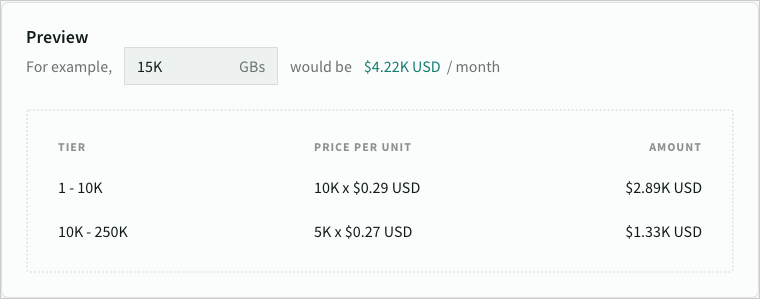 Preview
For example, 15K GBs would be $4.22K USD / month
TIER PRICE PER UNIT AMOUNT
1 - 10K 10K x $0.29 USD $2.89K USD
10K - 250K 5K x $0.27 USD $1.33K USD